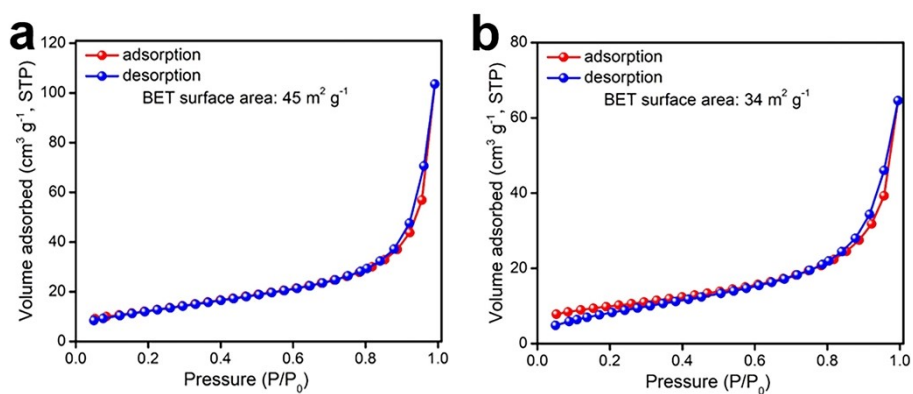 a
120
100
80
60
40
20
0
Volume adsorbed (cm³ g⁻¹, STP)
adsorption
desorption
BET surface area: 45 m² g⁻¹
0.0 0.2 0.4 0.6 0.8 1.0
Pressure (P/P₀)
b
80
60
40
20
0
Volume adsorbed (cm³ g⁻¹, STP)
adsorption
desorption
BET surface area: 34 m² g⁻¹
0.0 0.2 0.4 0.6 0.8 1.0
Pressure (P/P₀)